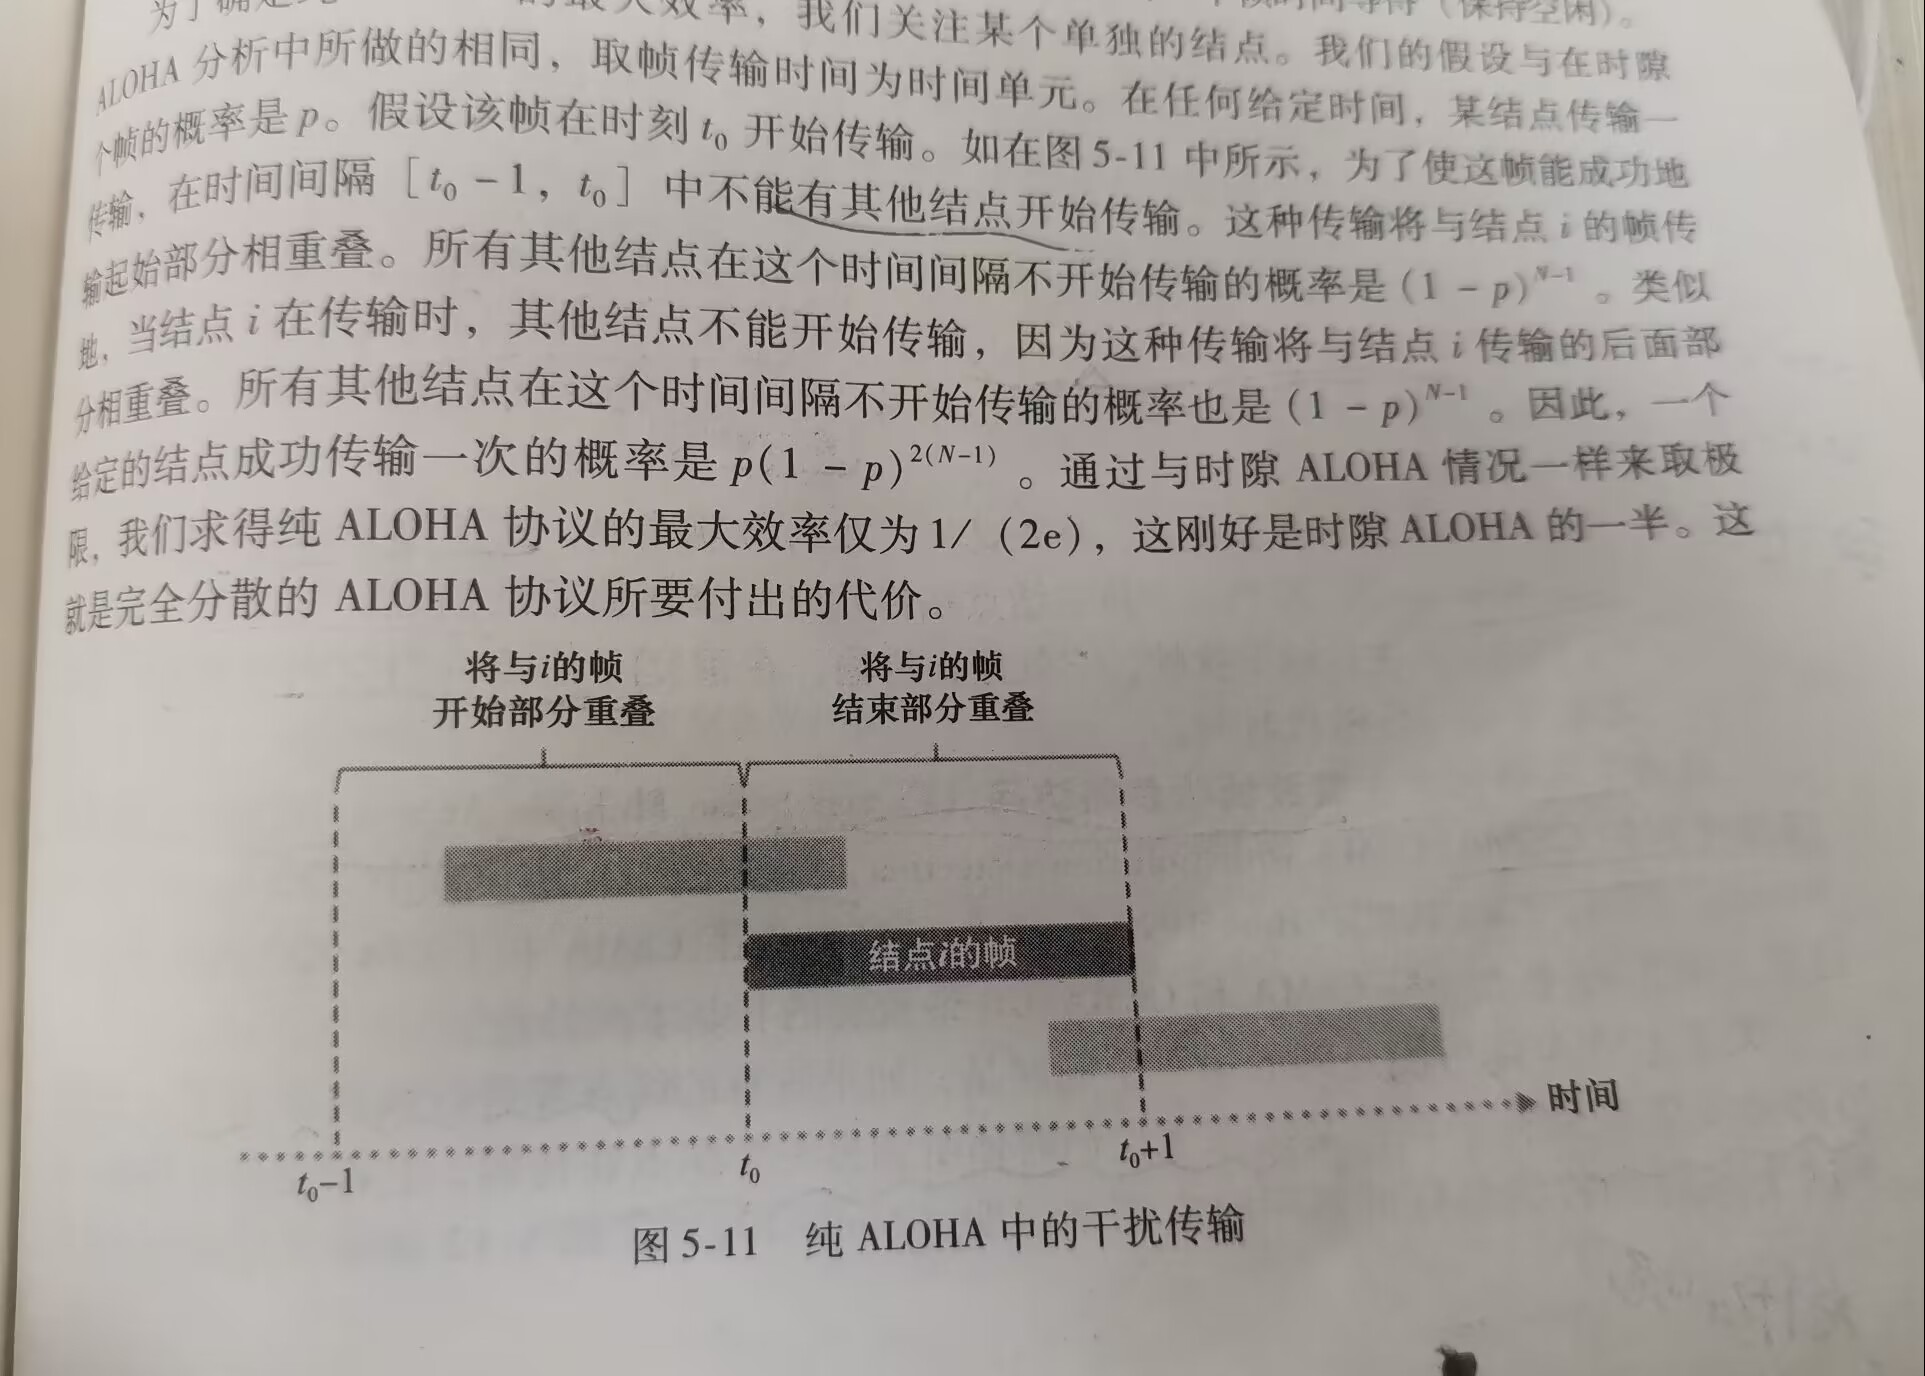 的最大效率，我们关注某个单独的结点。我们的假设与在时隙
ALOHA 分析中所做的相同，取帧传输时间为时间单元。在任何给定时间，某结点传输一
个帧的概率是 p。假设该帧在时刻 t₀ 开始传输。如在图 5-11 中所示，为了使这帧能成功地
传输，在时间间隔［t₀ - 1, t₀］中不能有其他结点开始传输。这种传输将与结点 i 的帧传
输起始部分相重叠。所有其他结点在这个时间间隔不开始传输的概率是 (1 - p)ᴺ⁻¹。类似
地，当结点 i 在传输时，其他结点不能开始传输，因为这种传输将与结点 i 传输的后面部
分相重叠。所有其他结点在这个时间间隔不开始传输的概率也是 (1 - p)ᴺ⁻¹。因此，一个
给定的结点成功传输一次的概率是 p(1 - p)²⁽ᴺ⁻¹⁾。通过与时隙 ALOHA 情况一样来取极
限，我们求得纯 ALOHA 协议的最大效率仅为 1/（2e），这刚好是时隙 ALOHA 的一半。这
就是完全分散的 ALOHA 协议所要付出的代价。
将与i的帧
开始部分重叠
将与i的帧
结束部分重叠
结点i的帧
时间
t₀-1
t₀
t₀+1
图 5-11 纯 ALOHA 中的干扰传输